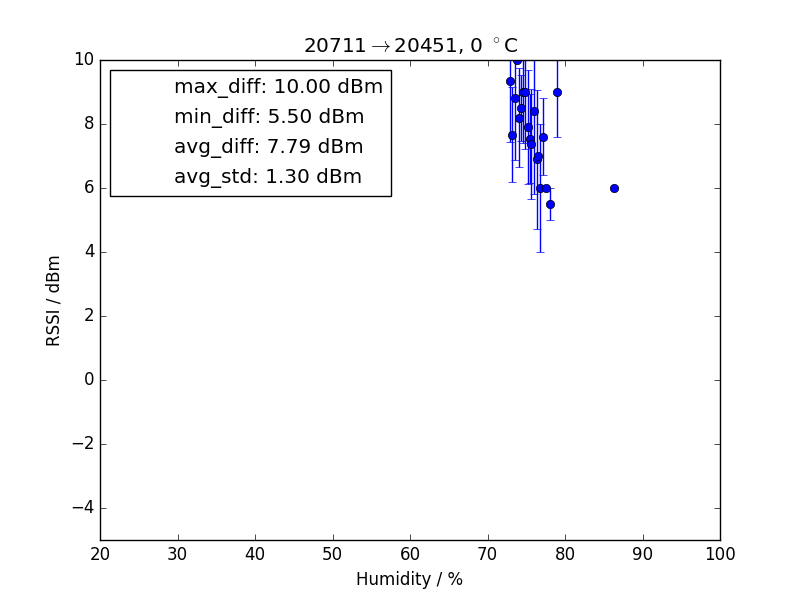 20711→20451, 0 °C
max_diff: 10.00 dBm
min_diff: 5.50 dBm
avg_diff: 7.79 dBm
avg_std: 1.30 dBm
RSSI / dBm
10
8
6
4
2
0
−2
−4
20 30 40 50 60 70 80 90 100
Humidity / %